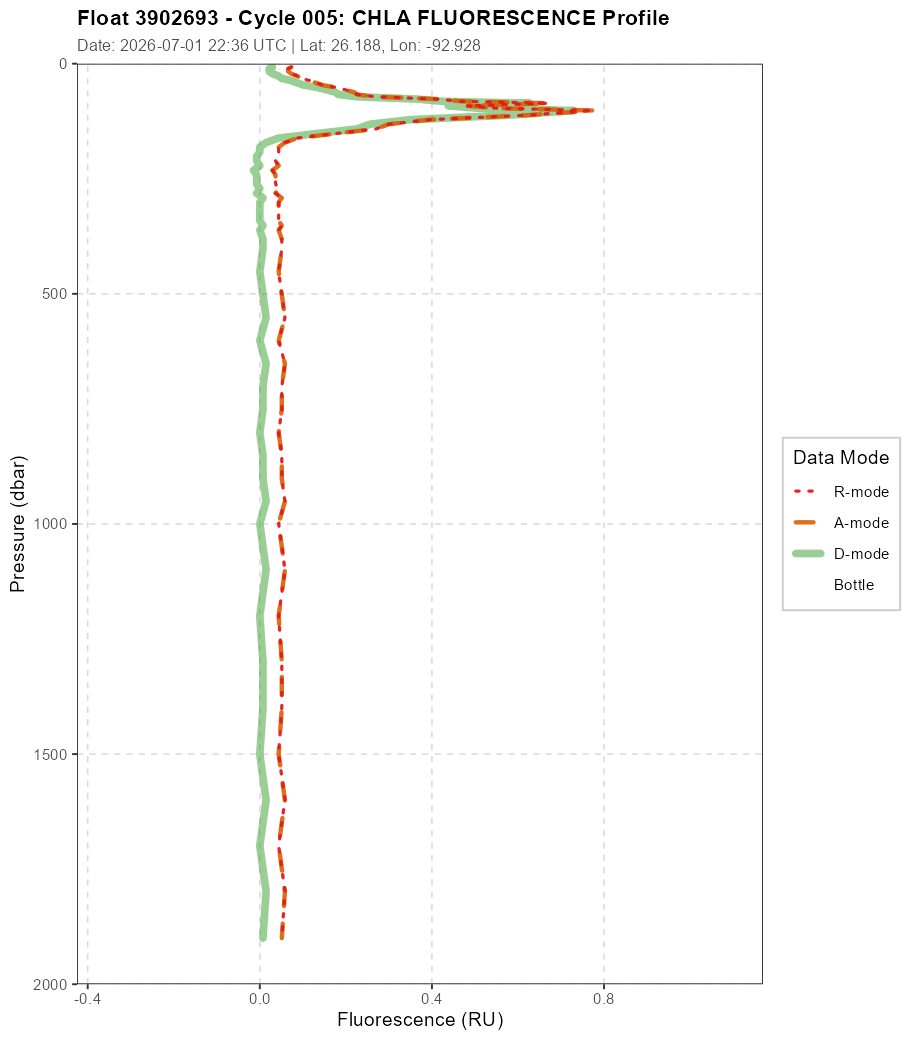 Float 3902693 - Cycle 005: CHLA FLUORESCENCE Profile
Date: 2026-07-01 22:36 UTC | Lat: 26.188, Lon: -92.928
0
500
1000
1500
2000
Pressure (dbar)
-0.4
0.0
0.4
0.8
Fluorescence (RU)
Data Mode
R-mode
A-mode
D-mode
Bottle